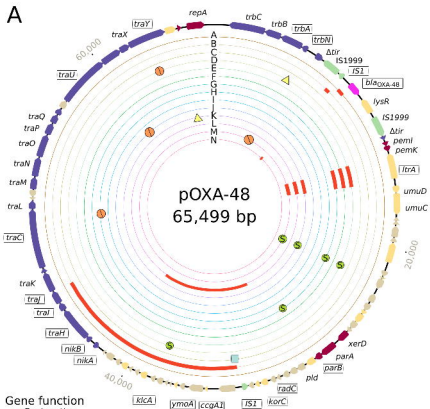 A
repA
traY
traX
60,000
traU
traQ
traP
traO
traN
traM
traL
traC
traK
traJ
traI
traH
nikB
nikA
40,000
klcA
ymoA
ccgA1
IS1
korC
radC
pld
parB
parA
xerD
20,000
umuC
umuD
ltrA
pemK
pemI
Δtir
IS1999
lysR
blaOXA-48
IS1
IS1999
Δtir
trbN
trbA
trbB
trbC
A
B
C
D
E
F
G
H
I
J
K
L
M
N
pOXA-48
65,499 bp
S
S
S
S
S
S
Gene function